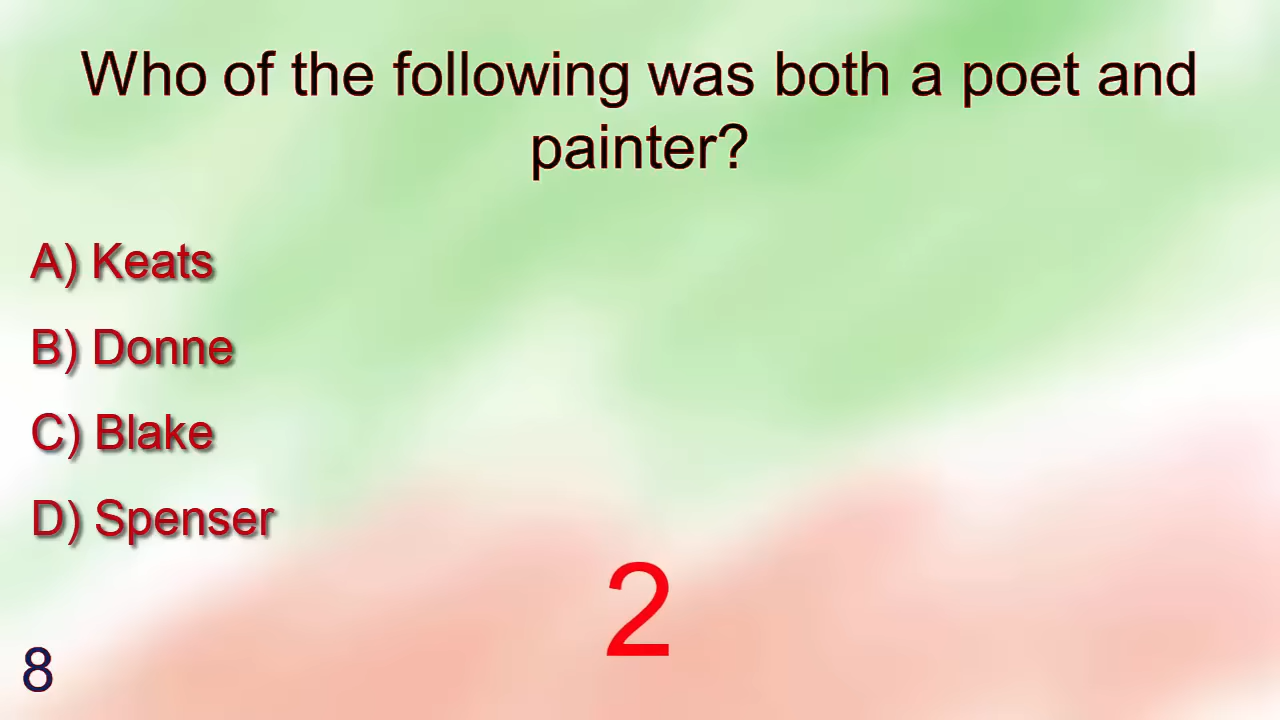 Who of the following was both a poet and
painter?
A) Keats
B) Donne
C) Blake
D) Spenser
2
8